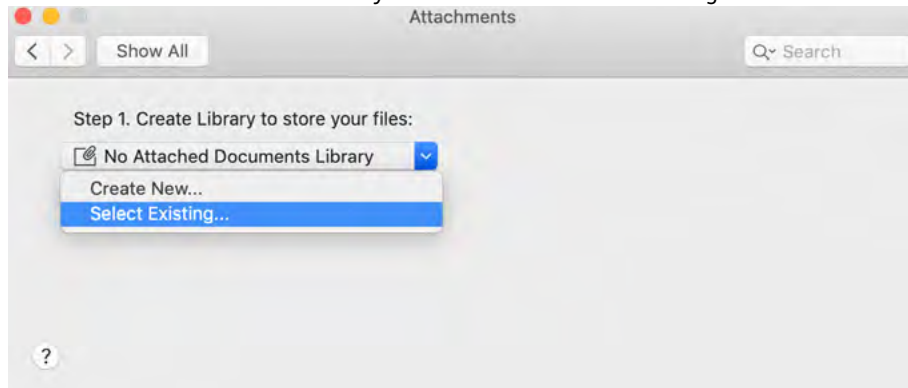 Attachments
Show All
Search
Step 1. Create Library to store your files:
No Attached Documents Library
Create New...
Select Existing...
?